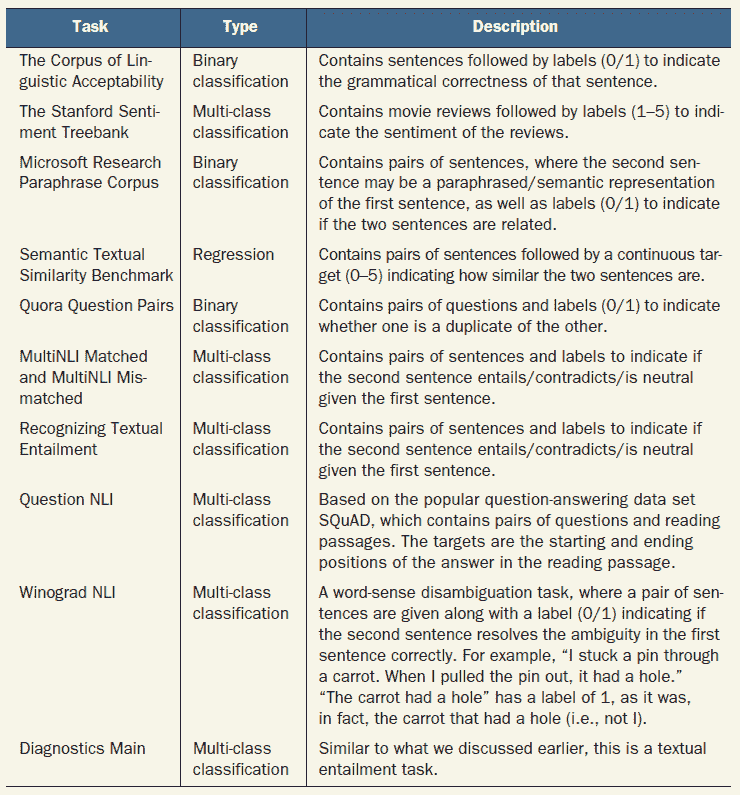 Task Type Description
The Corpus of Lin- Binary Contains sentences followed by labels (0/1) to indicate
guistic Acceptability classification the grammatical correctness of that sentence.
The Stanford Senti- Multi-class Contains movie reviews followed by labels (1–5) to indi-
ment Treebank classification cate the sentiment of the reviews.
Microsoft Research Binary Contains pairs of sentences, where the second sen-
Paraphrase Corpus classification tence may be a paraphrased/semantic representation
of the first sentence, as well as labels (0/1) to indicate
if the two sentences are related.
Semantic Textual Regression Contains pairs of sentences followed by a continuous tar-
Similarity Benchmark get (0–5) indicating how similar the two sentences are.
Quora Question Pairs Binary Contains pairs of questions and labels (0/1) to indicate
classification whether one is a duplicate of the other.
MultiNLI Matched Multi-class Contains pairs of sentences and labels to indicate if
and MultiNLI Mis- classification the second sentence entails/contradicts/is neutral
matched given the first sentence.
Recognizing Textual Multi-class Contains pairs of sentences and labels to indicate if
Entailment classification the second sentence entails/contradicts/is neutral
given the first sentence.
Question NLI Multi-class Based on the popular question-answering data set
classification SQuAD, which contains pairs of questions and reading
passages. The targets are the starting and ending
positions of the answer in the reading passage.
Winograd NLI Multi-class A word-sense disambiguation task, where a pair of sen-
classification tences are given along with a label (0/1) indicating if
the second sentence resolves the ambiguity in the first
sentence correctly. For example, “I stuck a pin through
a carrot. When I pulled the pin out, it had a hole.”
“The carrot had a hole” has a label of 1, as it was,
in fact, the carrot that had a hole (i.e., not I).
Diagnostics Main Multi-class Similar to what we discussed earlier, this is a textual
classification entailment task.